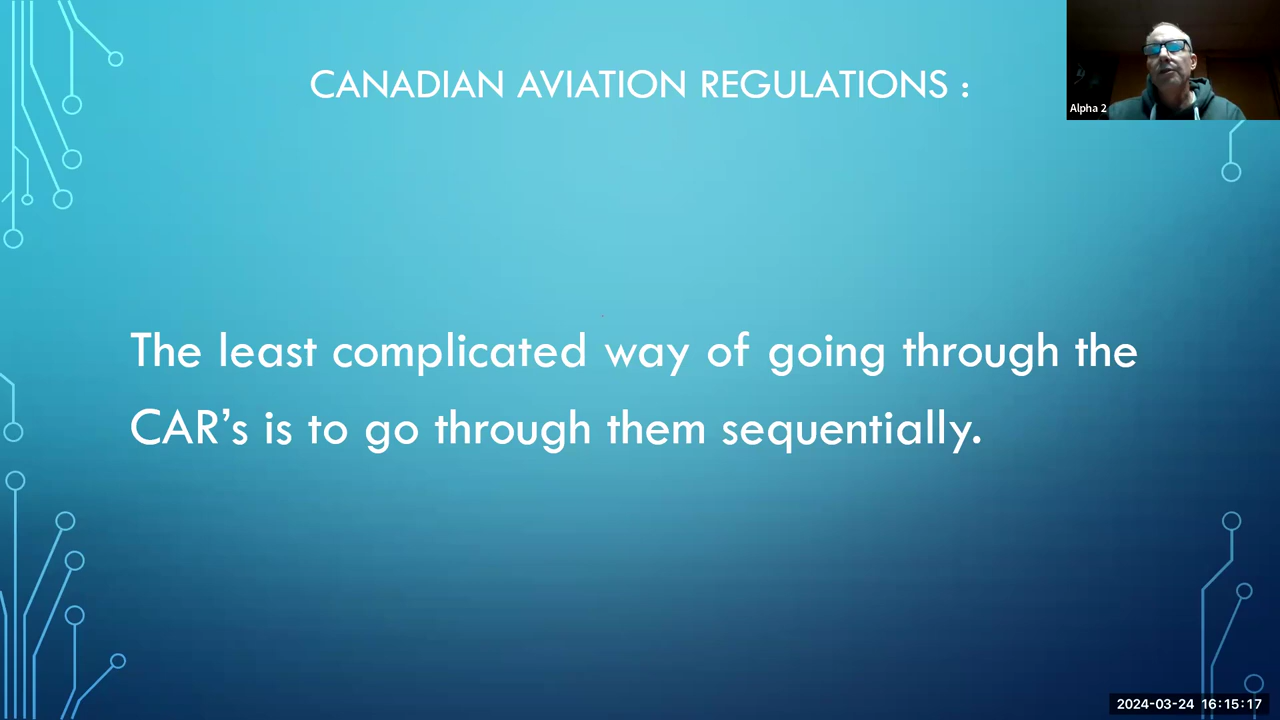 CANADIAN AVIATION REGULATIONS :
Alpha 2
The least complicated way of going through the
CAR’s is to go through them sequentially.
2024-03-24 16:15:17